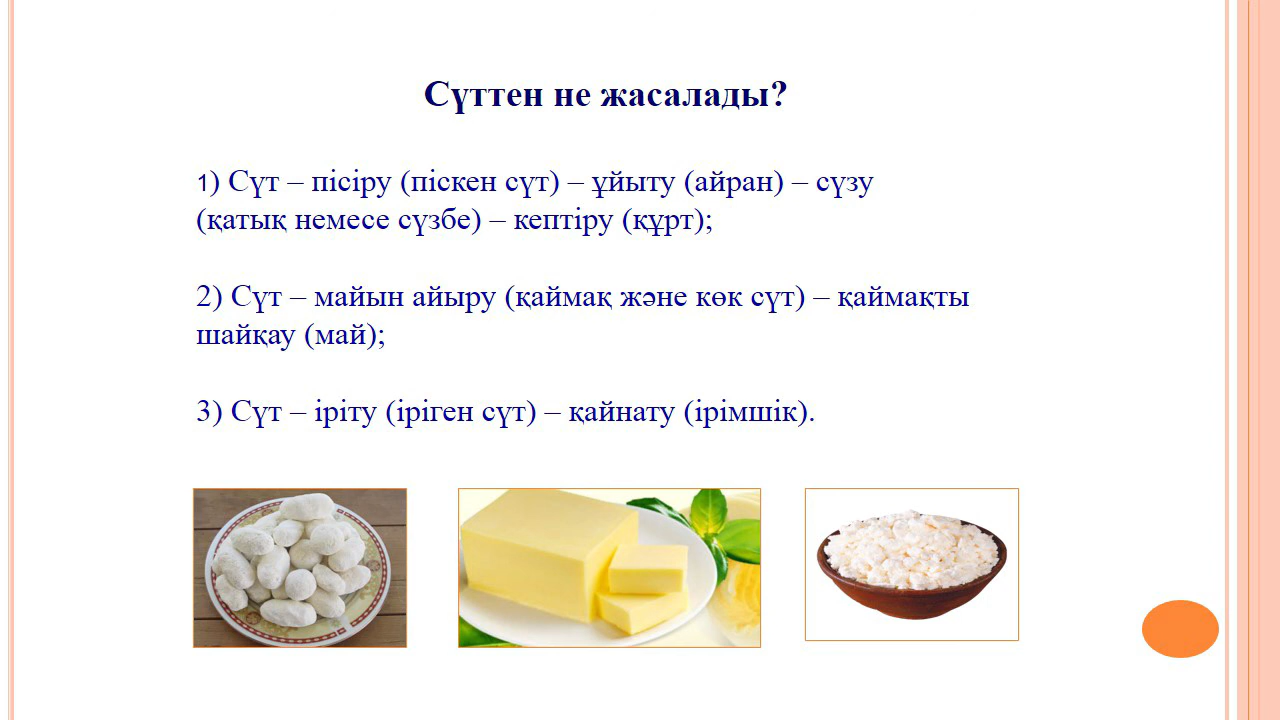 Сүттен не жасалады?
1) Сүт – пісіру (піскен сүт) – ұйыту (айран) – сүзу
(қатық немесе сүзбе) – кептіру (құрт);
2) Сүт – майын айыру (қаймақ және көк сүт) – қаймақты
шайқау (май);
3) Сүт – іріту (іріген сүт) – қайнату (ірімшік).